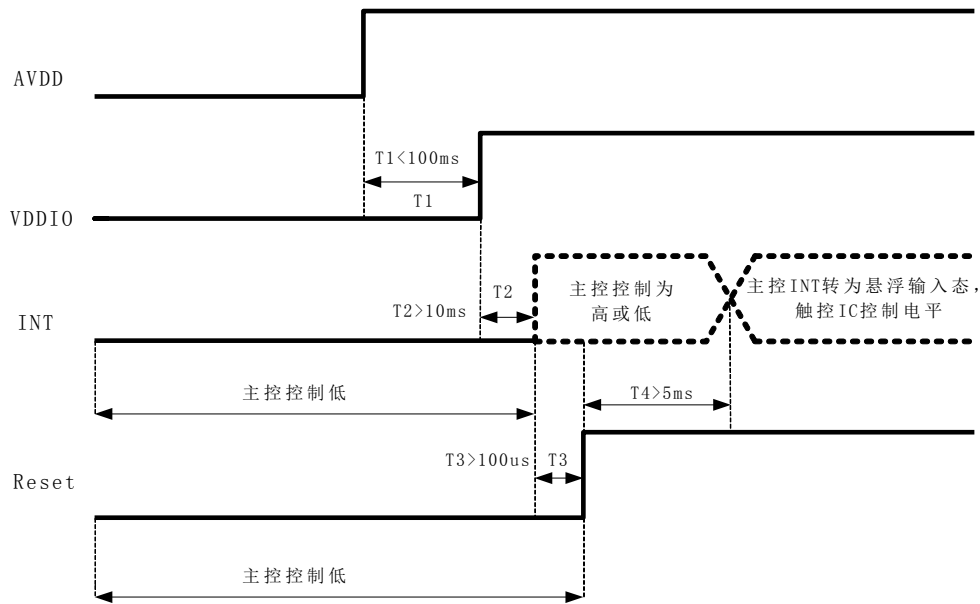 AVDD
T1<100ms
T1
VDDIO
T2
主控控制为
高或低
主控INT转为悬浮输入态，
触控IC控制电平
T2>10ms
INT
主控控制低
T4>5ms
T3>100us
T3
Reset
主控控制低